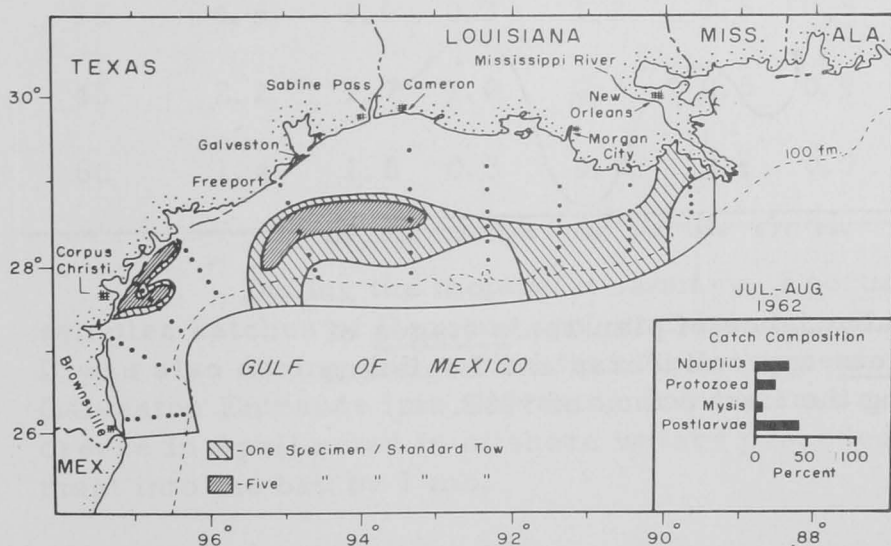 LOUISIANA
MISS.
ALA.
Mississippi River
TEXAS
Sabine Pass
Cameron
30°
New
Orleans
Galveston
Morgan
City
100 fm.
Freeport
Corpus
Christi
28°
JUL.-AUG.
1962
Catch Composition
Nauplius
Protozoea
Mysis
Postlarvae
0 50 100
Percent
GULF OF MEXICO
Brownsville
26°
MEX.
-One Specimen / Standard Tow
-Five " "
96° 94° 92° 90° 88°